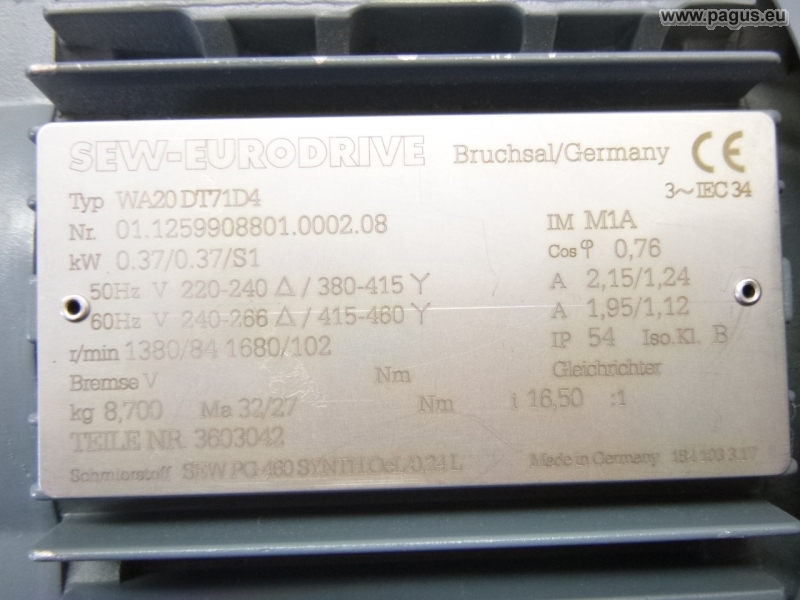 www.pagus.eu
SEW-EURODRIVE Bruchsal/Germany CE
Typ WA20 DT71D4 3~IEC 34
Nr. 01.1259908801.0002.08 IM M1A
kW 0.37/0.37/S1 Cos φ 0,76
50Hz V 220-240 Δ / 380-415 Y A 2,15/1,24
60Hz V 240-266 Δ / 415-460 Y A 1,95/1,12
r/min 1380/84 1680/102 IP 54 Iso.Kl. B
Bremse V Nm Gleichrichter
kg 8,700 Ma 32/27 Nm i 16,50 :1
TEILE NR. 3603042
Schmierstoff SEW PG 460 SYNTH.Oel/0,24 L Made in Germany 184 103 3.17